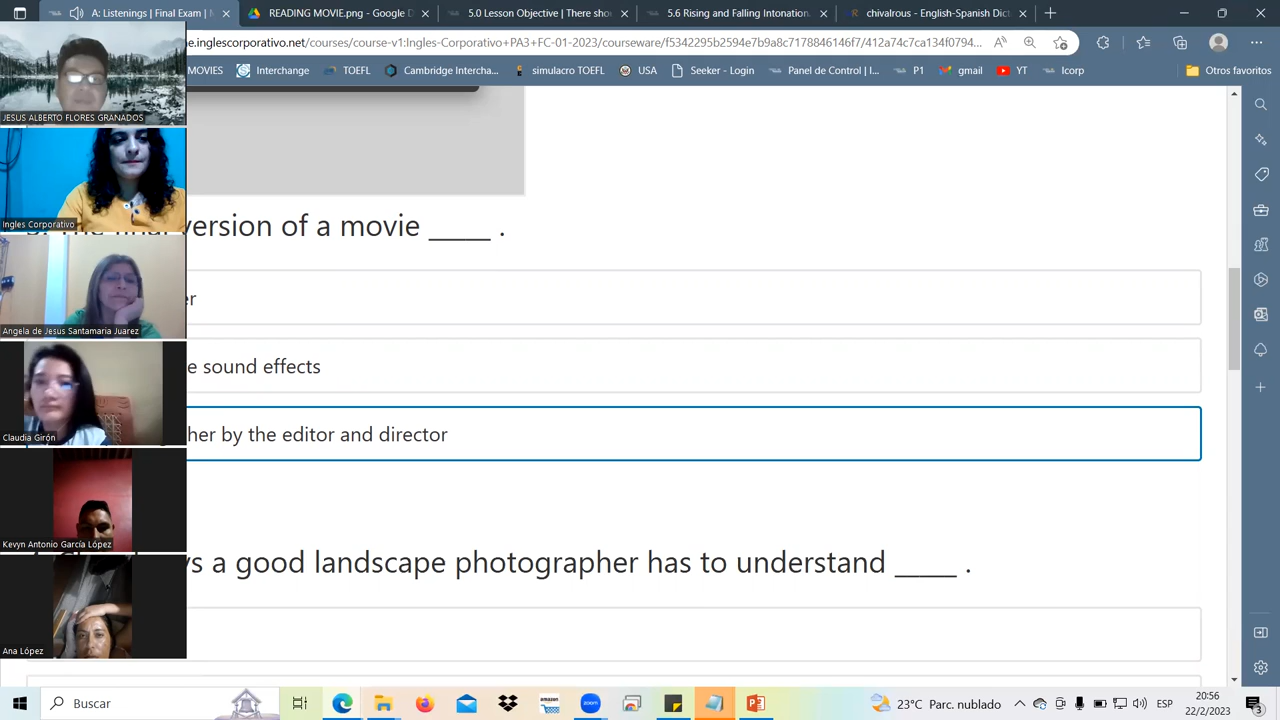 A: Listenings | Final Exam |
READING MOVIE.png - Google D
5.0 Lesson Objective | There sho
5.6 Rising and Falling Intonation
chivalrous - English-Spanish Dict
e.inglescorporativo.net/courses/course-v1:Ingles-Corporativo+PA3+FC-01-2023/courseware/f5342295b2594e7b9a8c7178846146f7/412a74c7ca134f0794...
MOVIES
Interchange
TOEFL
Cambridge Intercha...
simulacro TOEFL
USA
Seeker - Login
Panel de Control | I...
P1
gmail
YT
Icorp
Otros favoritos
JESUS ALBERTO FLORES GRANADOS
Ingles Corporativo
Angela de Jesus Santamaria Juarez
Claudia Girón
Kevyn Antonio García López
Ana López
version of a movie _____ .
er
e sound effects
her by the editor and director
ys a good landscape photographer has to understand _____ .
Buscar
amazon
zoom
23°C Parc. nublado
ESP
20:56
22/2/2023
3